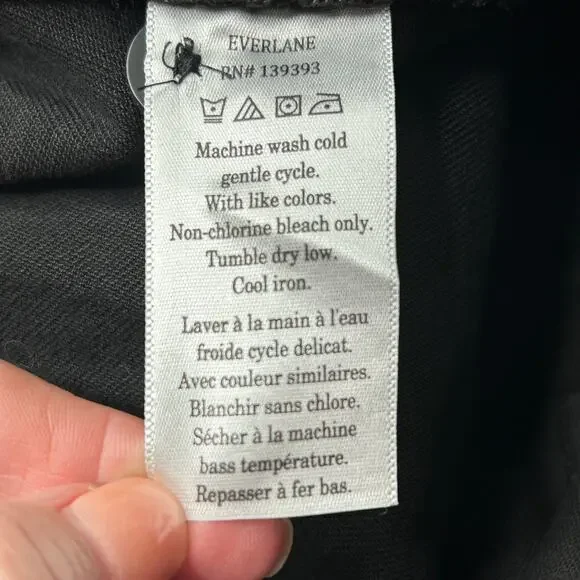 EVERLANE
RN# 139393
Machine wash cold
gentle cycle.
With like colors.
Non-chlorine bleach only.
Tumble dry low.
Cool iron.
Laver à la main à l'eau
froide cycle delicat.
Avec couleur similaires.
Blanchir sans chlore.
Sécher à la machine
bass température.
Repasser à fer bas.